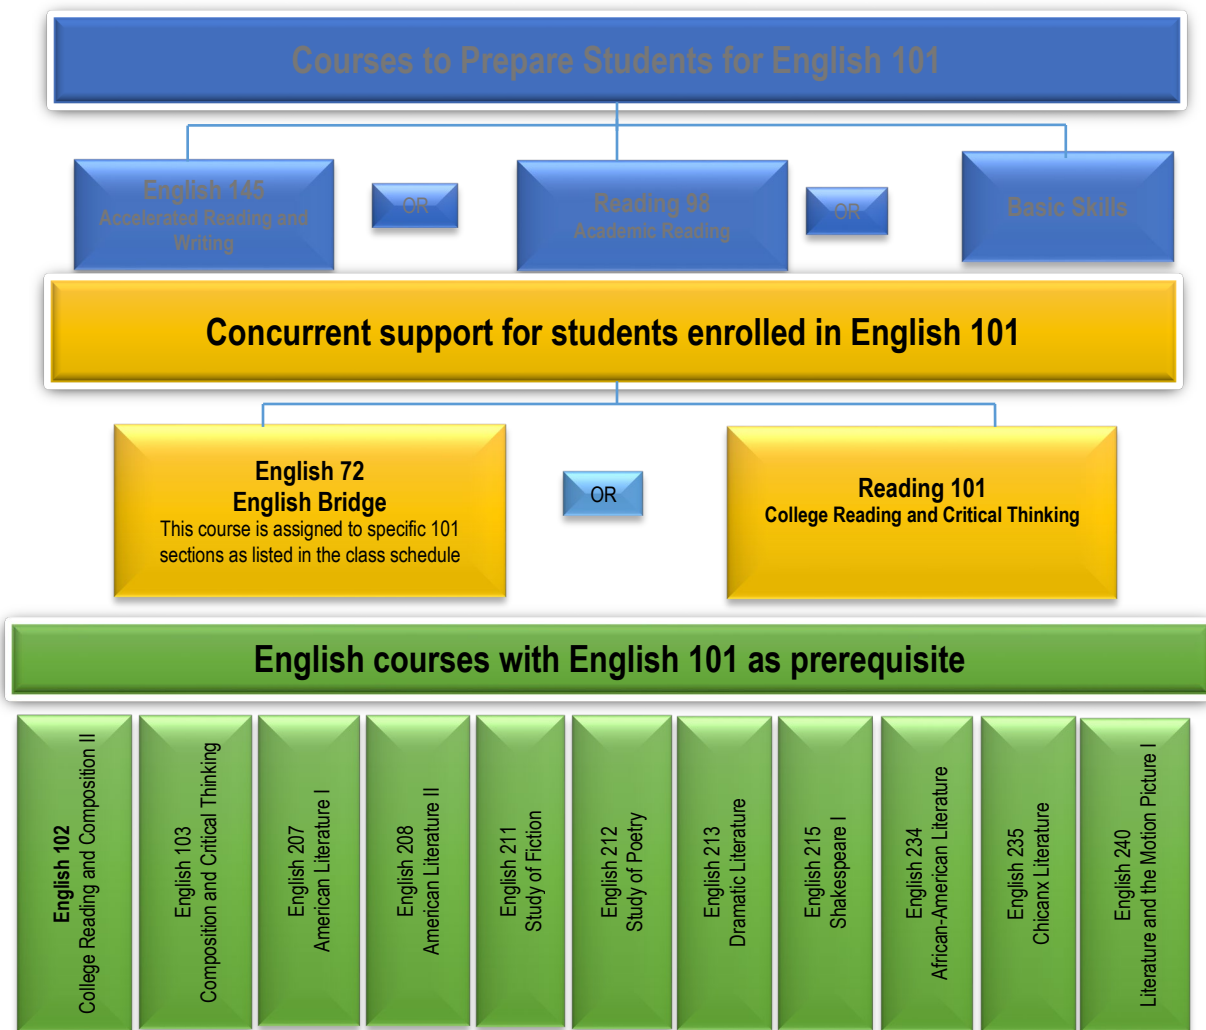 Courses to Prepare Students for English 101
English 145
Accelerated Reading and
Writing
OR
Reading 98
Academic Reading
OR
Basic Skills
Concurrent support for students enrolled in English 101
English 72
English Bridge
This course is assigned to specific 101
sections as listed in the class schedule
OR
Reading 101
College Reading and Critical Thinking
English courses with English 101 as prerequisite
English 102
College Reading and Composition II
English 103
Composition and Critical Thinking
English 207
American Literature I
English 208
American Literature II
English 211
Study of Fiction
English 212
Study of Poetry
English 213
Dramatic Literature
English 215
Shakespeare I
English 234
African-American Literature
English 235
Chicanx Literature
English 240
Literature and the Motion Picture I